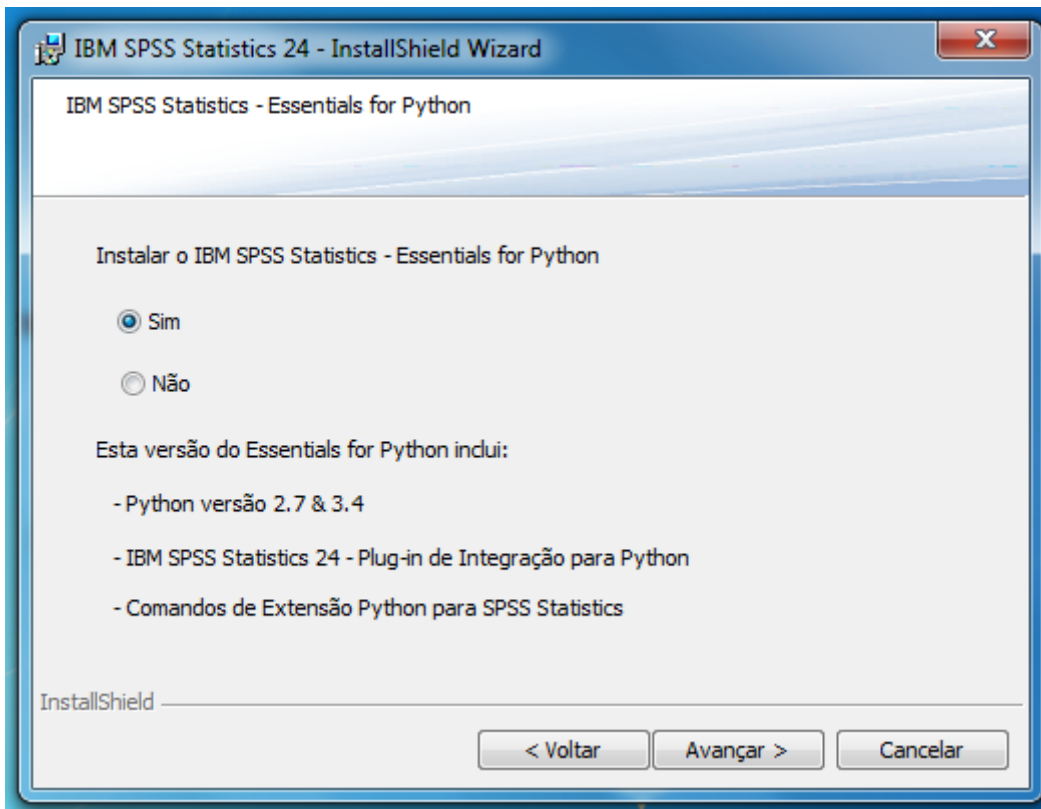 IBM SPSS Statistics 24 - InstallShield Wizard
IBM SPSS Statistics - Essentials for Python
Instalar o IBM SPSS Statistics - Essentials for Python
Sim
Não
Esta versão do Essentials for Python inclui:
- Python versão 2.7 & 3.4
- IBM SPSS Statistics 24 - Plug-in de Integração para Python
- Comandos de Extensão Python para SPSS Statistics
InstallShield
< Voltar
Avançar >
Cancelar